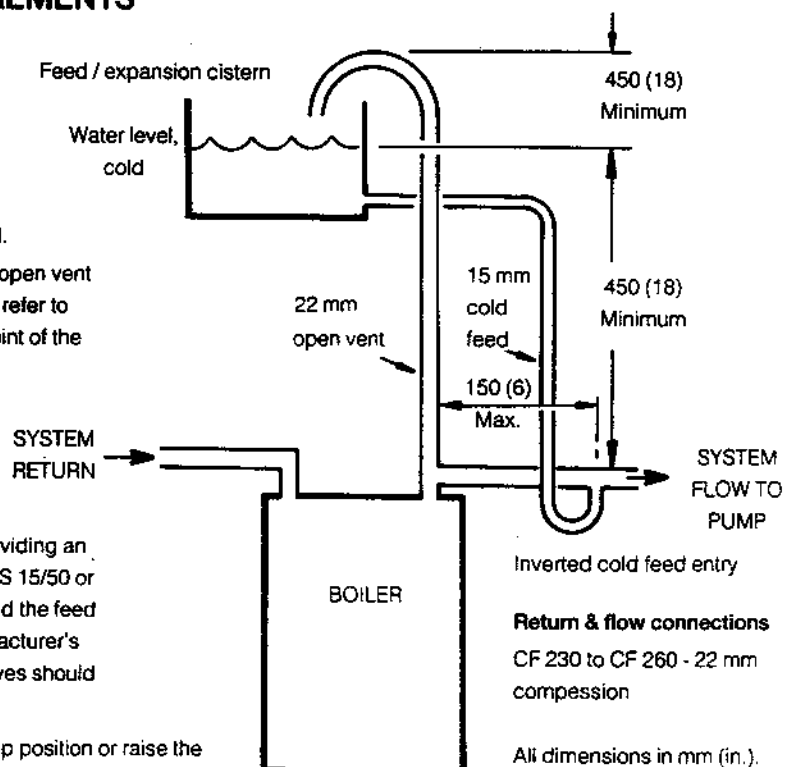 EMENTS
Feed / expansion cistern
Water level,
cold
450 (18)
Minimum
l.
open vent
refer to
int of the
22 mm
open vent
15 mm
cold
feed
450 (18)
Minimum
150 (6)
Max.
SYSTEM
RETURN
SYSTEM
FLOW TO
PUMP
viding an
S 15/50 or
d the feed
acturer's
ves should
p position or raise the
BOILER
Inverted cold feed entry
Return & flow connections
CF 230 to CF 260 - 22 mm
compession
All dimensions in mm (in.).